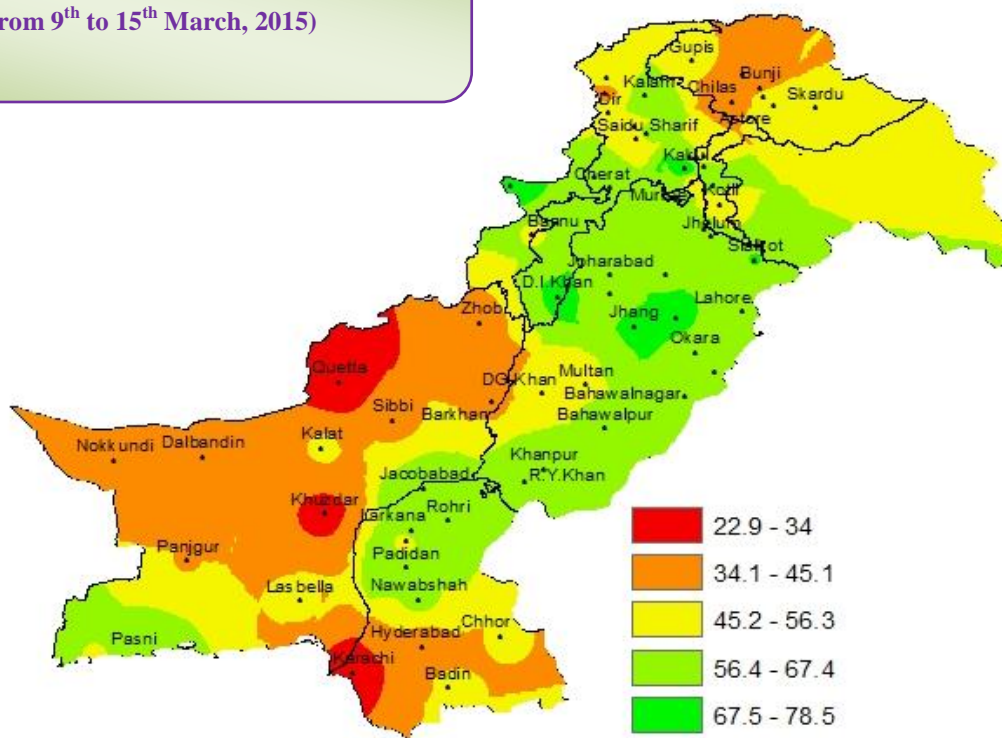 rom 9th to 15th March, 2015)
Gupis
Bunji
Kalam
Chilas
Skardu
Dir
Astore
Saidu Sharif
Kakul
Cherat
Murree
Kotli
Bannu
Jhelum
Sialkot
Joharabad
D.I.Khan
Lahore
Zhob
Jhang
Okara
Quetta
Multan
DG Khan
Bahawalnagar
Sibbi
Barkhan
Bahawalpur
Kalat
Nokkundi
Dalbandin
Khanpur
Jacobabad
R.Y.Khan
Khuzdar
Rohri
Larkana
22.9 - 34
Panjgur
Padidan
34.1 - 45.1
Lasbella
Nawabshah
45.2 - 56.3
Chhor
Pasni
Hyderabad
Karachi
56.4 - 67.4
Badin
67.5 - 78.5